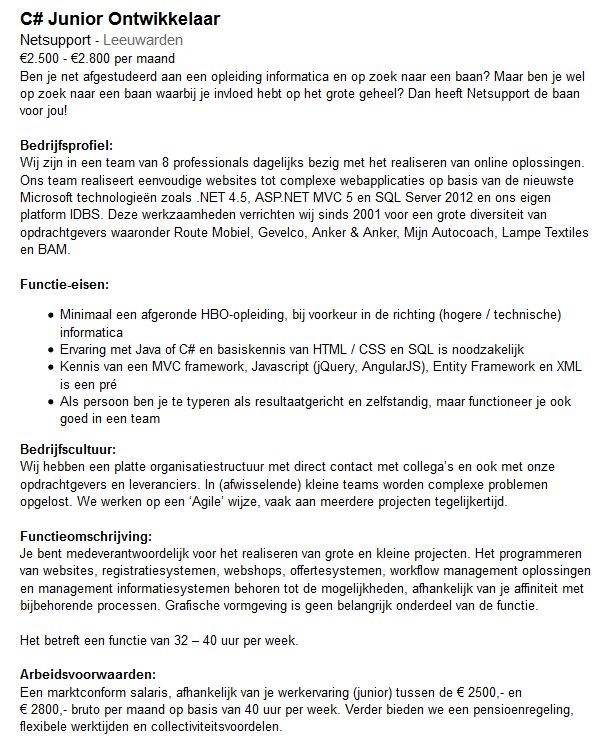 C# Junior Ontwikkelaar
Netsupport - Leeuwarden
€2.500 - €2.800 per maand
Ben je net afgestudeerd aan een opleiding informatica en op zoek naar een baan? Maar ben je wel
op zoek naar een baan waarbij je invloed hebt op het grote geheel? Dan heeft Netsupport de baan
voor jou!
Bedrijfsprofiel:
Wij zijn in een team van 8 professionals dagelijks bezig met het realiseren van online oplossingen.
Ons team realiseert eenvoudige websites tot complexe webapplicaties op basis van de nieuwste
Microsoft technologieën zoals .NET 4.5, ASP.NET MVC 5 en SQL Server 2012 en ons eigen
platform IDBS. Deze werkzaamheden verrichten wij sinds 2001 voor een grote diversiteit van
opdrachtgevers waaronder Route Mobiel, Gevelco, Anker & Anker, Mijn Autocoach, Lampe Textiles
en BAM.
Functie-eisen:
• Minimaal een afgeronde HBO-opleiding, bij voorkeur in de richting (hogere / technische)
informatica
• Ervaring met Java of C# en basiskennis van HTML / CSS en SQL is noodzakelijk
• Kennis van een MVC framework, Javascript (jQuery, AngularJS), Entity Framework en XML
is een pré
• Als persoon ben je te typeren als resultaatgericht en zelfstandig, maar functioneer je ook
goed in een team
Bedrijfscultuur:
Wij hebben een platte organisatiestructuur met direct contact met collega's en ook met onze
opdrachtgevers en leveranciers. In (afwisselende) kleine teams worden complexe problemen
opgelost. We werken op een ‘Agile’ wijze, vaak aan meerdere projecten tegelijkertijd.
Functieomschrijving:
Je bent medeverantwoordelijk voor het realiseren van grote en kleine projecten. Het programmeren
van websites, registratiesystemen, webshops, offertesystemen, workflow management oplossingen
en management informatiesystemen behoren tot de mogelijkheden, afhankelijk van je affiniteit met
bijbehorende processen. Grafische vormgeving is geen belangrijk onderdeel van de functie.
Het betreft een functie van 32 – 40 uur per week.
Arbeidsvoorwaarden:
Een marktconform salaris, afhankelijk van je werkervaring (junior) tussen de € 2500,- en
€ 2800,- bruto per maand op basis van 40 uur per week. Verder bieden we een pensioenregeling,
flexibele werktijden en collectiviteitsvoordelen.